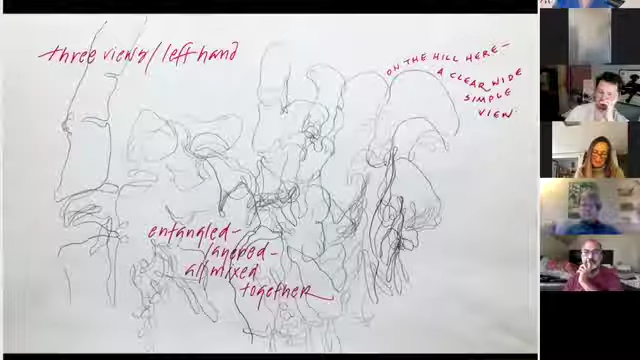 three views/left hand
ON THE HILL HERE—
A CLEAR WIDE
SIMPLE
VIEW.
entangled-
layered-
all mixed
together